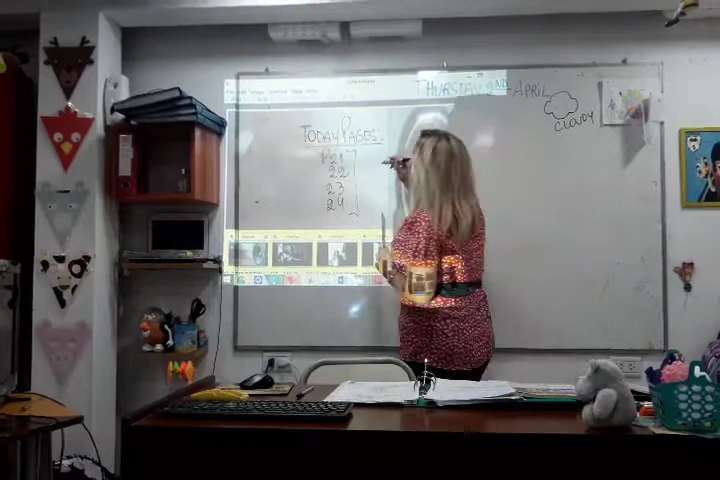 THURSDAY 2ND APRIL
CLOUDY
TODAY PAGES.
P 21
22
23
24